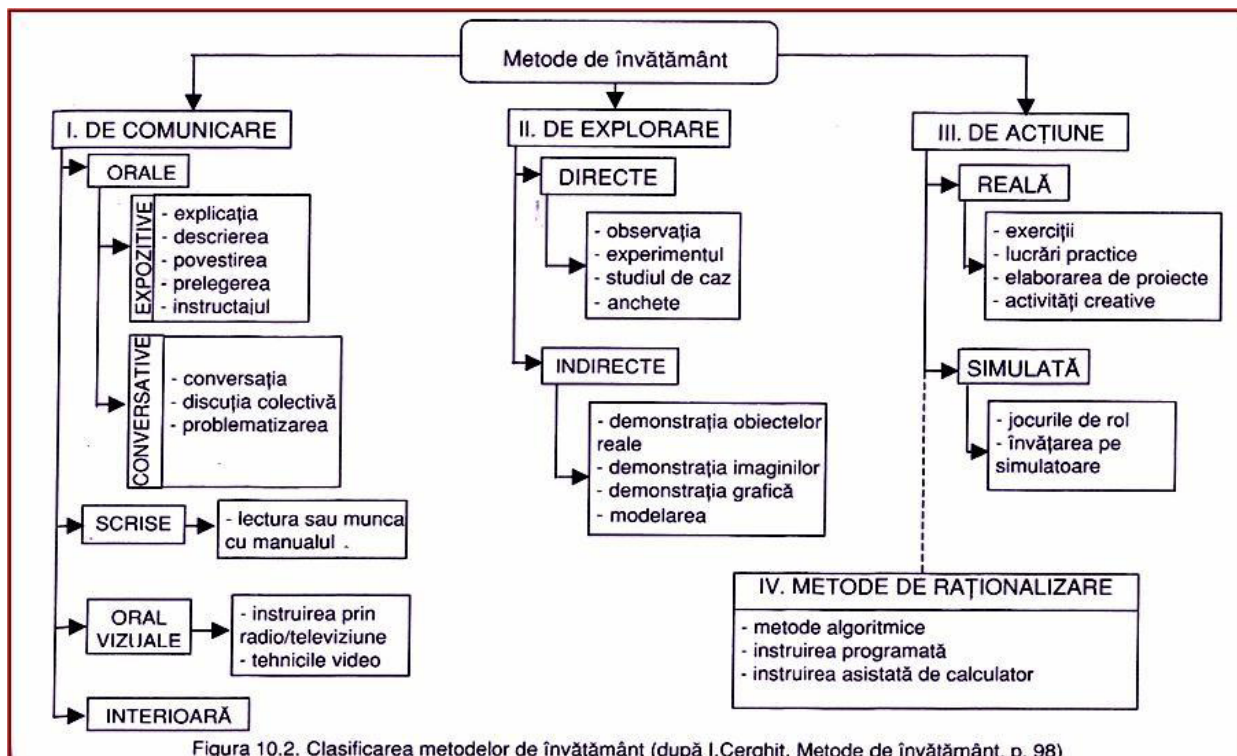 Metode de învătământ
I. DE COMUNICARE
ORALE
EXPOZITIVE
- explicația
- descrierea
- povestirea
- prelegerea
- instructajul
CONVERSATIVE
- conversația
- discuția colectivă
- problematizarea
SCRISE
- lectura sau munca
cu manualul .
ORAL
VIZUALE
- instruirea prin
radio/televiziune
- tehnicile video
INTERIOARĂ
II. DE EXPLORARE
DIRECTE
- observația
- experimentul
- studiul de caz
- anchete
INDIRECTE
- demonstrația obiectelor
reale
- demonstrația imaginilor
- demonstrația grafică
- modelarea
III. DE ACȚIUNE
REALĂ
- exerciții
- lucrări practice
- elaborarea de proiecte
- activități creative
SIMULATĂ
- jocurile de rol
- învățarea pe
simulatoare
IV. METODE DE RAȚIONALIZARE
- metode algoritmice
- instruirea programată
- instruirea asistată de calculator
Figura 10.2. Clasificarea metodelor de învătământ (după I.Cerghit, Metode de învătământ, p. 98)